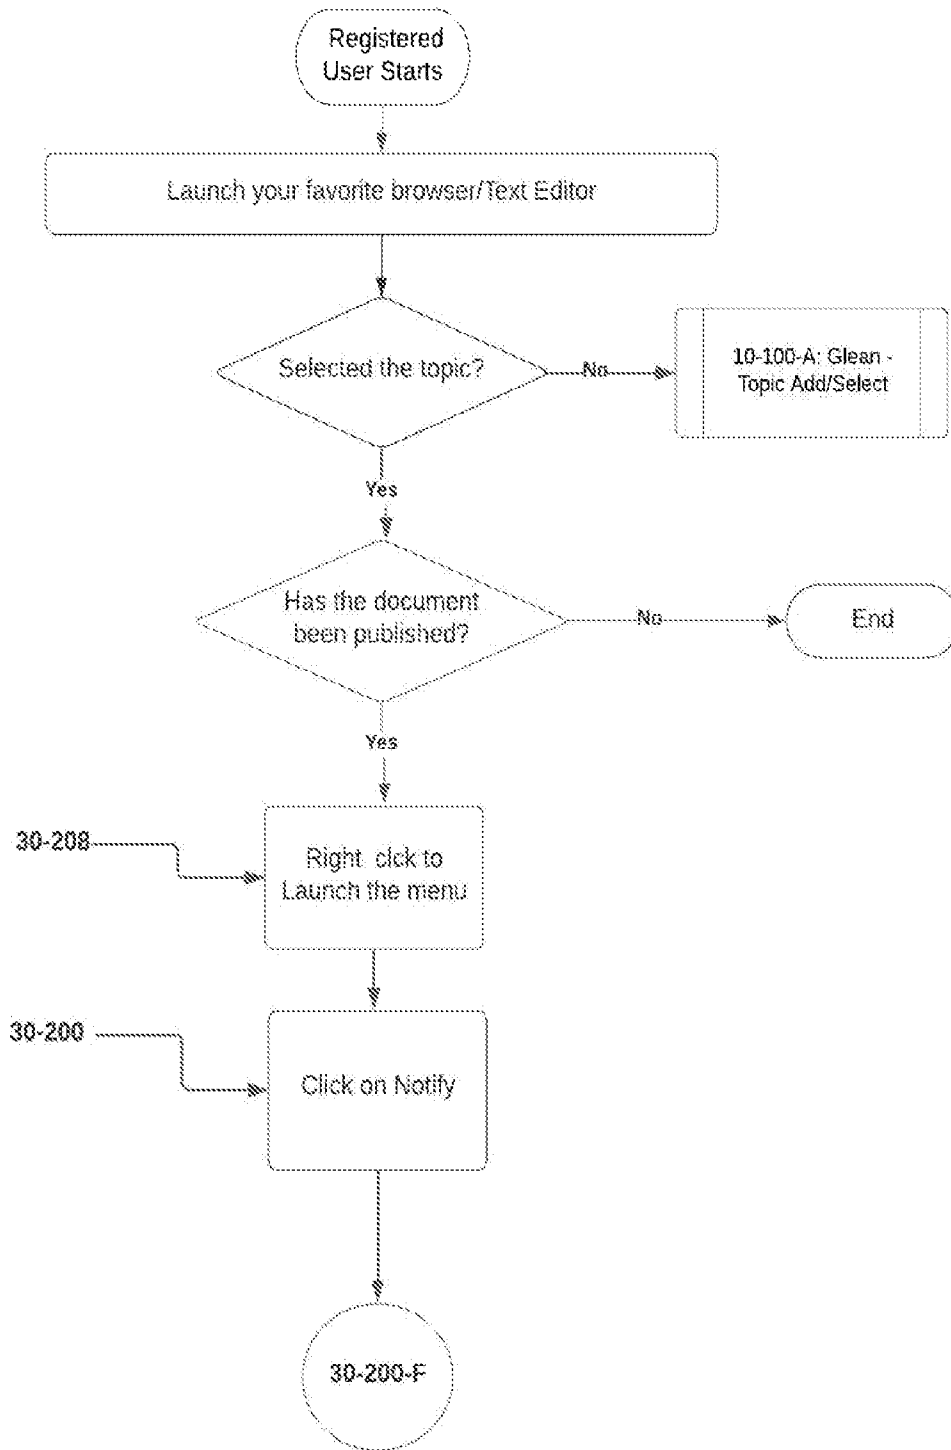 Registered
User Starts
Launch your favorite browser/Text Editor
Selected the topic?
No
10-100-A: Glean -
Topic Add/Select
Yes
Has the document
been published?
No
End
Yes
30-208
Right clck to
Launch the menu
30-200
Click on Notify
30-200-F